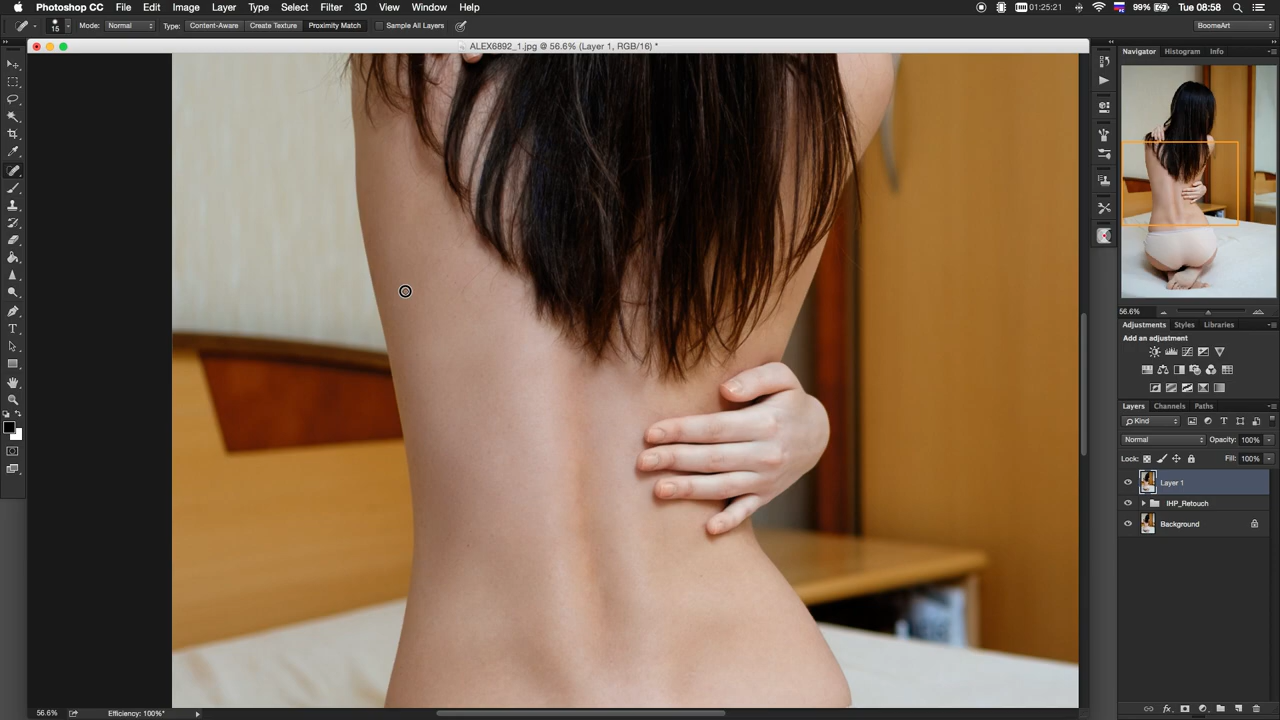 Photoshop CC File Edit Image Layer Type Select Filter 3D View Window Help 01:25:21 99% Tue 08:58
15 Mode: Normal Type: Content-Aware Create Texture Proximity Match Sample All Layers BoomeArt
ALEX6892_1.jpg @ 56.6% (Layer 1, RGB/16) *
Navigator Histogram Info
56.6%
Adjustments Styles Libraries
Add an adjustment
Layers Channels Paths
Kind
Normal Opacity: 100%
Lock: Fill: 100%
Layer 1
IHP_Retouch
Background
56.6% Efficiency: 100%*